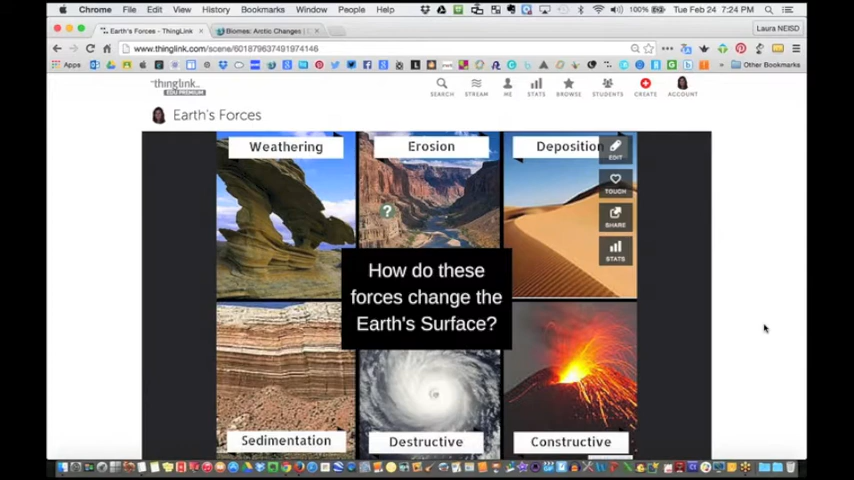 Chrome File Edit View History Bookmarks Window People Help
100% Tue Feb 24 7:24 PM
Earth's Forces - ThingLink
Biomes: Arctic Changes | C
Laura NEISD
www.thinglink.com/scene/601879637491974146
Apps
Other Bookmarks
thinglink..
EDU PREMIUM
SEARCH STREAM ME STATS BROWSE STUDENTS CREATE ACCOUNT
Earth's Forces
Weathering
Erosion
Deposition
EDIT
TOUCH
SHARE
STATS
?
How do these
forces change the
Earth's Surface?
Sedimentation
Destructive
Constructive